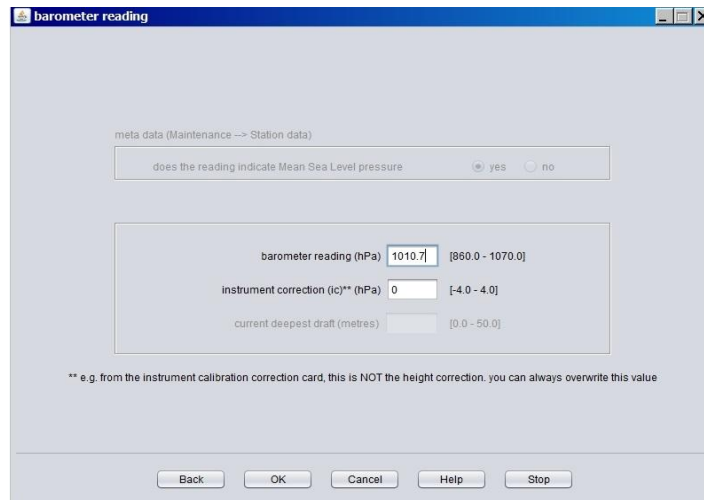 barometer reading
meta data (Maintenance --> Station data)
does the reading indicate Mean Sea Level pressure yes no
barometer reading (hPa) 1010.7 [860.0 - 1070.0]
instrument correction (ic)** (hPa) 0 [-4.0 - 4.0]
current deepest draft (metres) [0.0 - 50.0]
** e.g. from the instrument calibration correction card, this is NOT the height correction. you can always overwrite this value
Back OK Cancel Help Stop